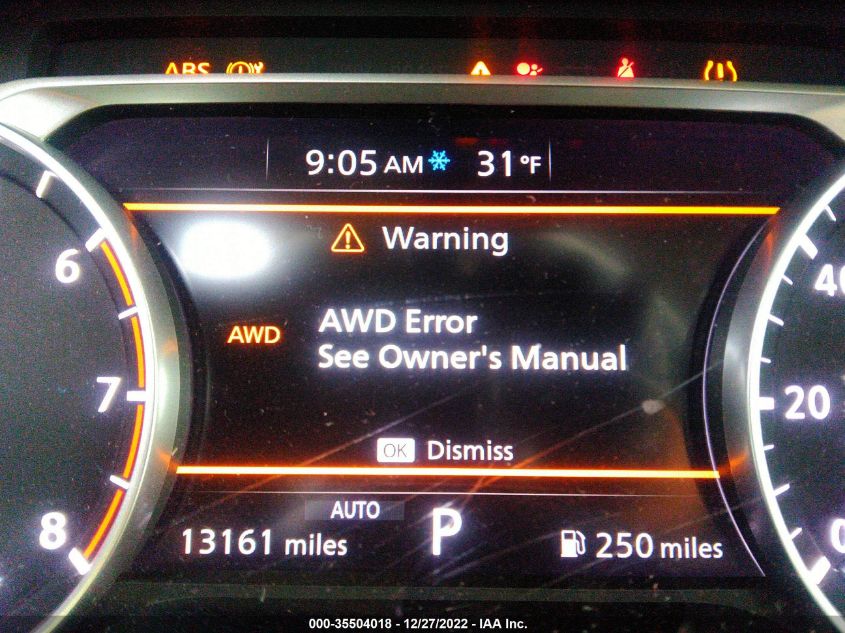 ABS
9:05 AM 31°F
Warning
AWD AWD Error
See Owner's Manual
OK Dismiss
AUTO
13161 miles P 250 miles
6
7
8
40
20
0
000-35504018 - 12/27/2022 - IAA Inc.